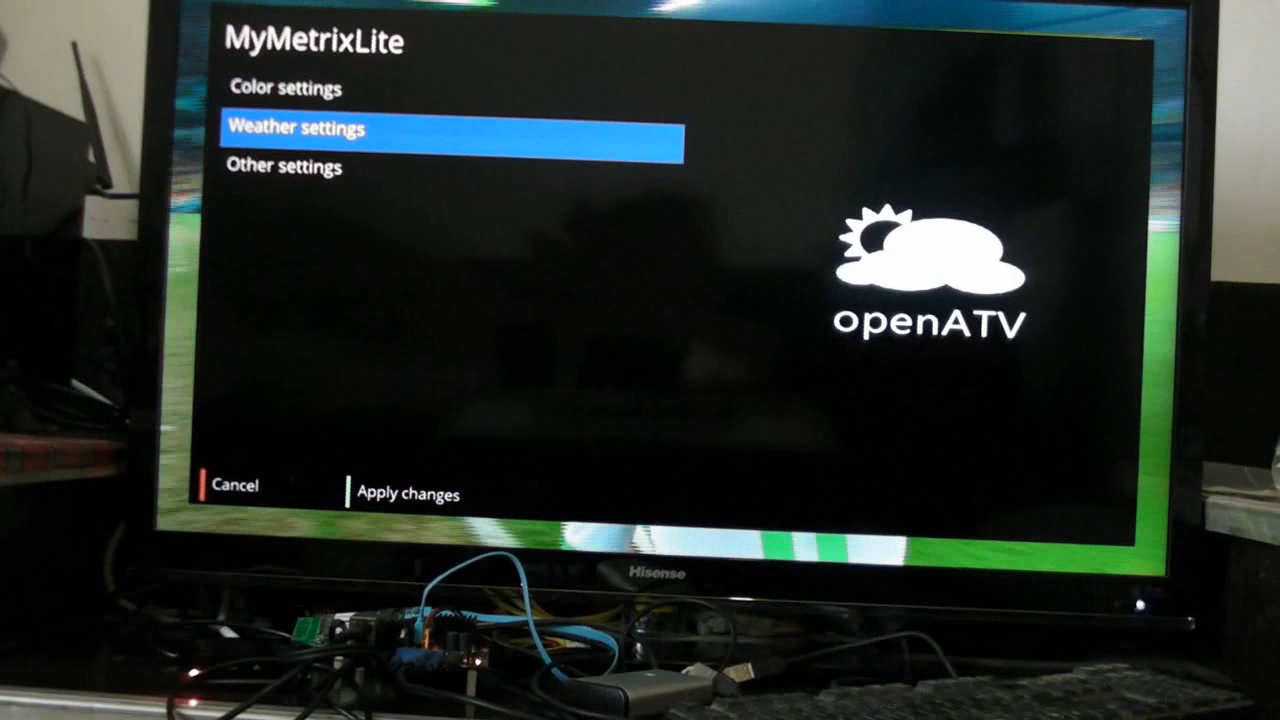 MyMetrixLite
Color settings
Weather settings
Other settings
openATV
Cancel
Apply changes
Hisense